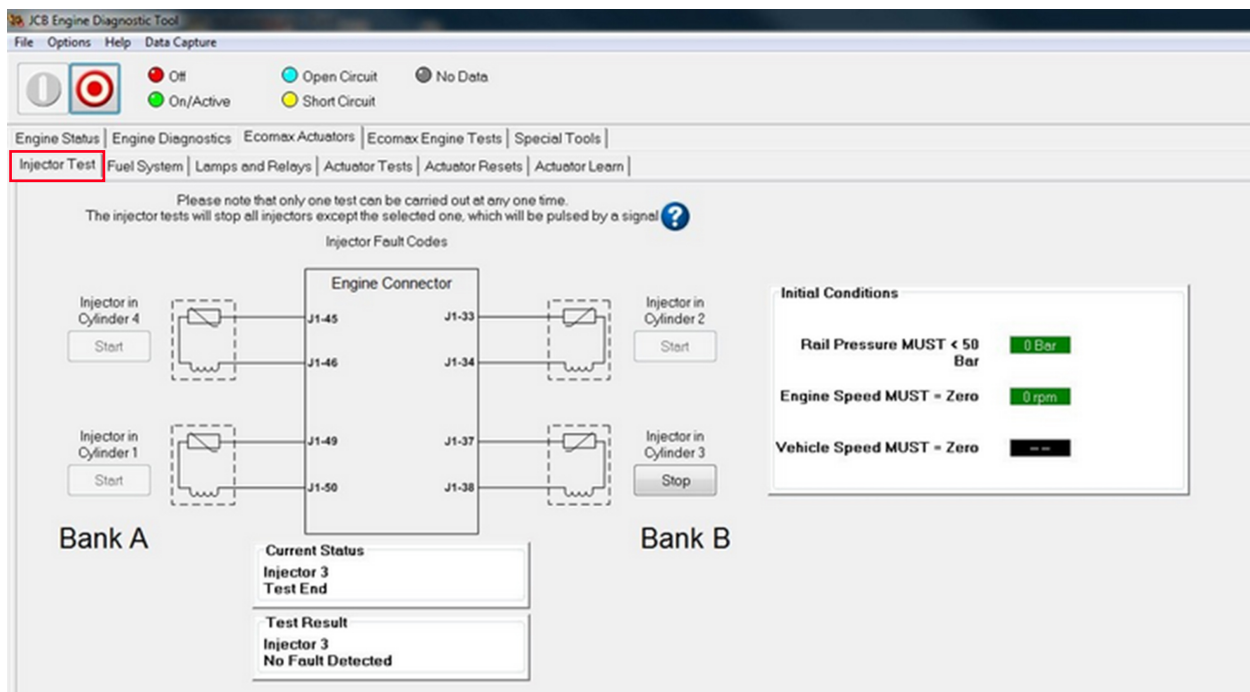 JCB Engine Diagnostic Tool
File Options Help Data Capture
Off Open Circuit No Data
On/Active Short Circuit
Engine Status Engine Diagnostics Ecomax Actuators Ecomax Engine Tests Special Tools
Injector Test Fuel System Lamps and Relays Actuator Tests Actuator Resets Actuator Learn
Please note that only one test can be carried out at any one time.
The injector tests will stop all injectors except the selected one, which will be pulsed by a signal ?
Injector Fault Codes
Engine Connector
Injector in
Cylinder 4
Start
J1-45
J1-46
J1-33
J1-34
Injector in
Cylinder 2
Start
Injector in
Cylinder 1
Start
J1-49
J1-50
J1-37
J1-38
Injector in
Cylinder 3
Stop
Bank A
Bank B
Current Status
Injector 3
Test End
Test Result
Injector 3
No Fault Detected
Initial Conditions
Rail Pressure MUST < 50 0 Bar
Bar
Engine Speed MUST = Zero 0 rpm
Vehicle Speed MUST = Zero --